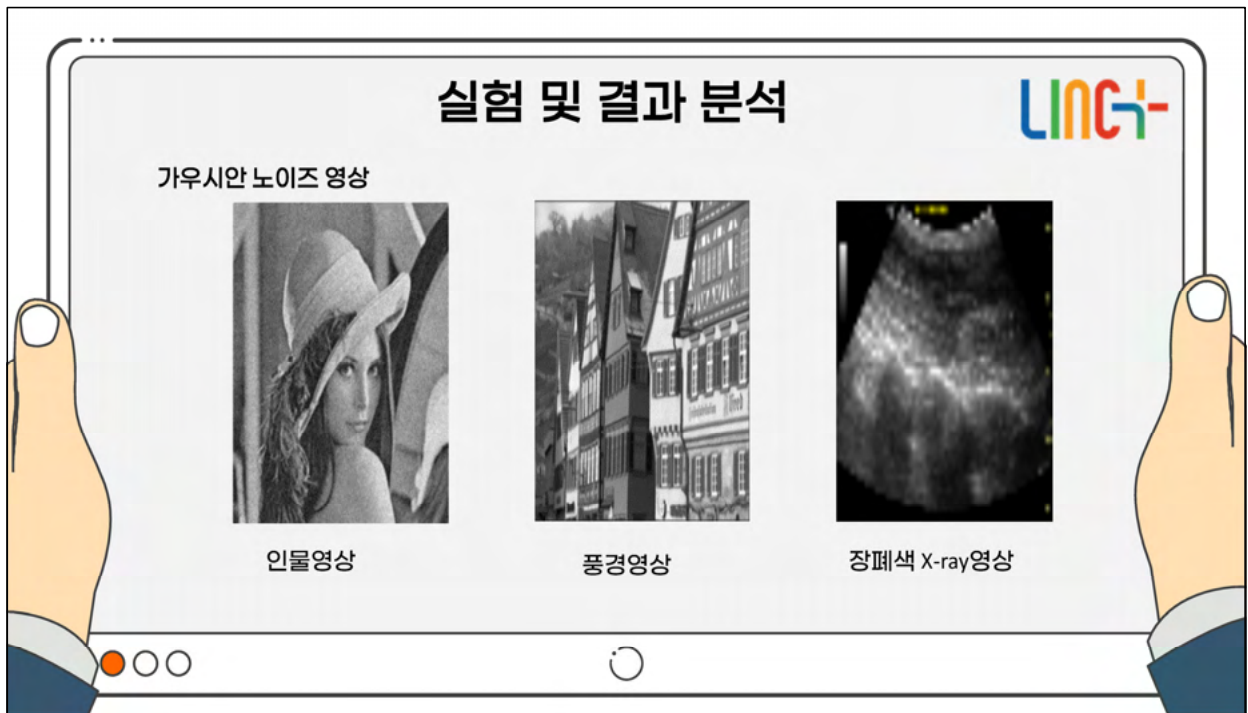 실험 및 결과 분석
LINC+
가우시안 노이즈 영상
인물영상
풍경영상
장폐색 X-ray영상